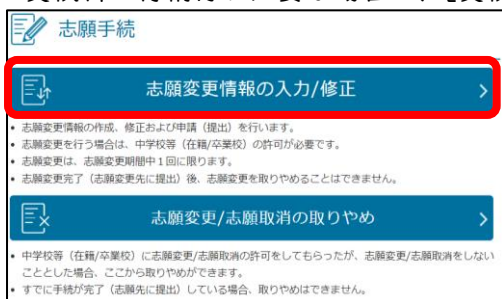 志願手続
志願変更情報の入力/修正
• 志願変更情報の作成、修正および申請（提出）を行います。
• 志願変更を行う場合は、中学校等（在籍/卒業校）の許可が必要です。
• 志願変更は、志願変更期間中１回に限ります。
• 志願変更完了（志願変更先に提出）後、志願変更を取りやめることはできません。
志願変更/志願取消の取りやめ
• 中学校等（在籍/卒業校）に志願変更/志願取消の許可をしてもらったが、志願変更/志願取消をしない
こととした場合、ここから取りやめができます。
• すでに手続が完了（志願先に提出）している場合、取りやめはできません。